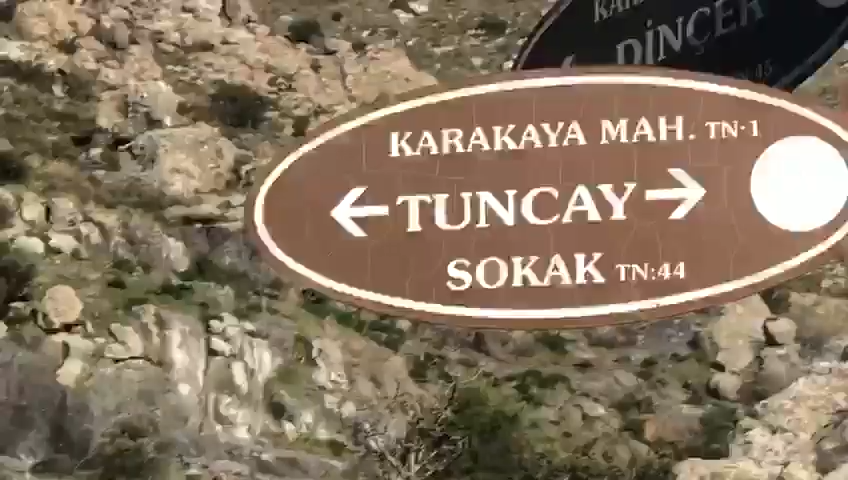 DİNÇER
KARAKAYA MAH. TN:1
←TUNCAY→
SOKAK TN:44